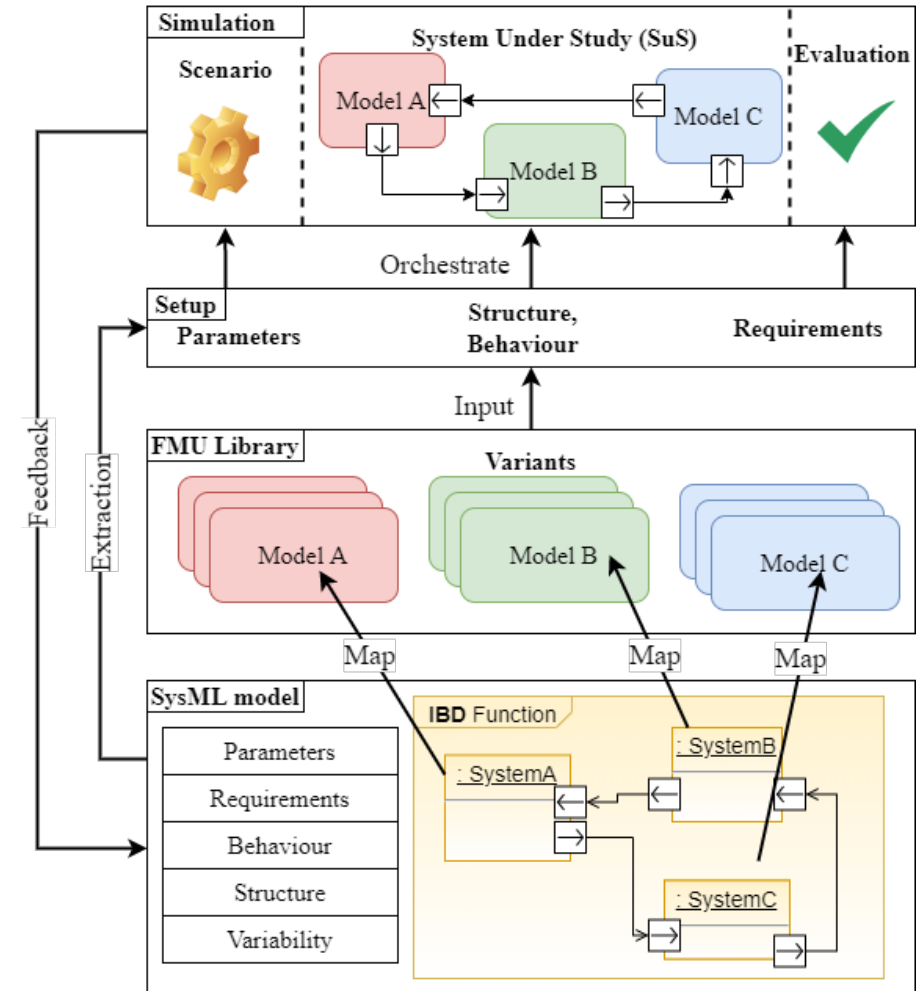 Simulation
System Under Study (SuS)
Scenario
Evaluation
Model A
Model B
Model C
Orchestrate
Setup
Parameters
Structure,
Behaviour
Requirements
Input
Feedback
Extraction
FMU Library
Variants
Model A
Model B
Model C
Map
Map
Map
SysML model
Parameters
Requirements
Behaviour
Structure
Variability
IBD Function
: SystemA
: SystemB
: SystemC